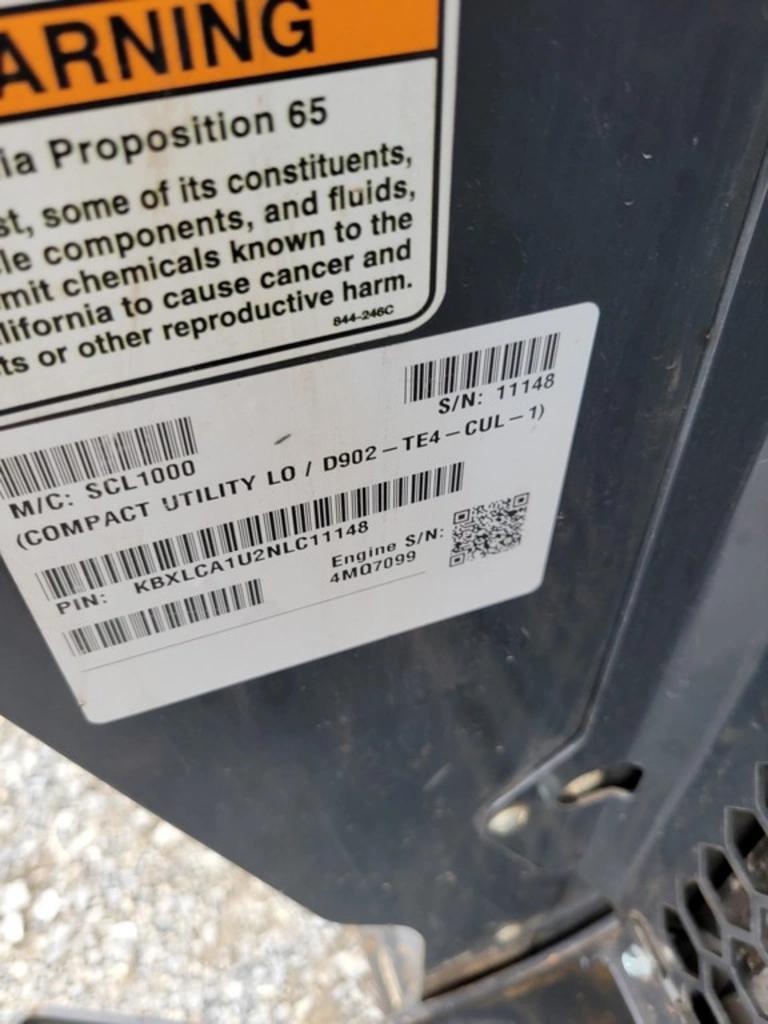 ARNING
ia Proposition 65
st, some of its constituents,
le components, and fluids,
mit chemicals known to the
lifornia to cause cancer and
ts or other reproductive harm.
844-246C
S/N: 11148
M/C: SCL1000
(COMPACT UTILITY LO / D902-TE4-CUL-1)
PIN: KBXLCA1U2NLC11148
Engine S/N:
4MO7099